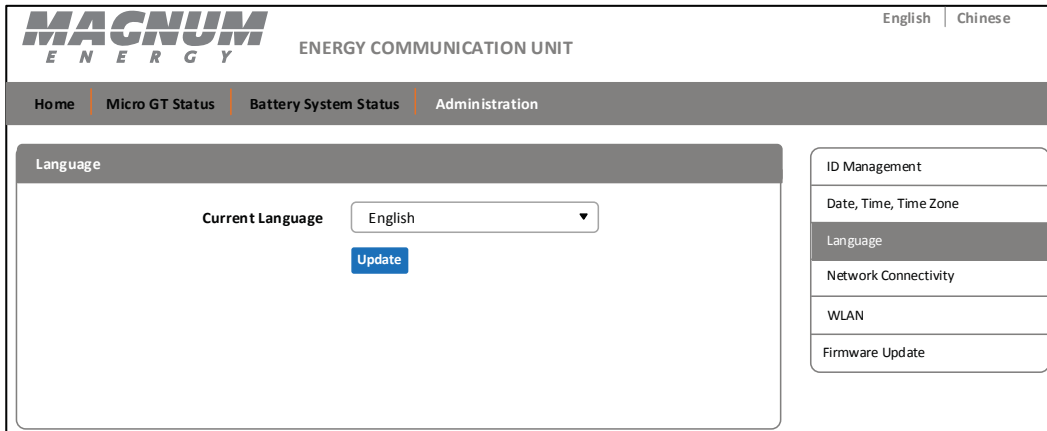 English | Chinese
MAGNUM
ENERGY
ENERGY COMMUNICATION UNIT
Home | Micro GT Status | Battery System Status | Administration
Language
Current Language English
Update
ID Management
Date, Time, Time Zone
Language
Network Connectivity
WLAN
Firmware Update